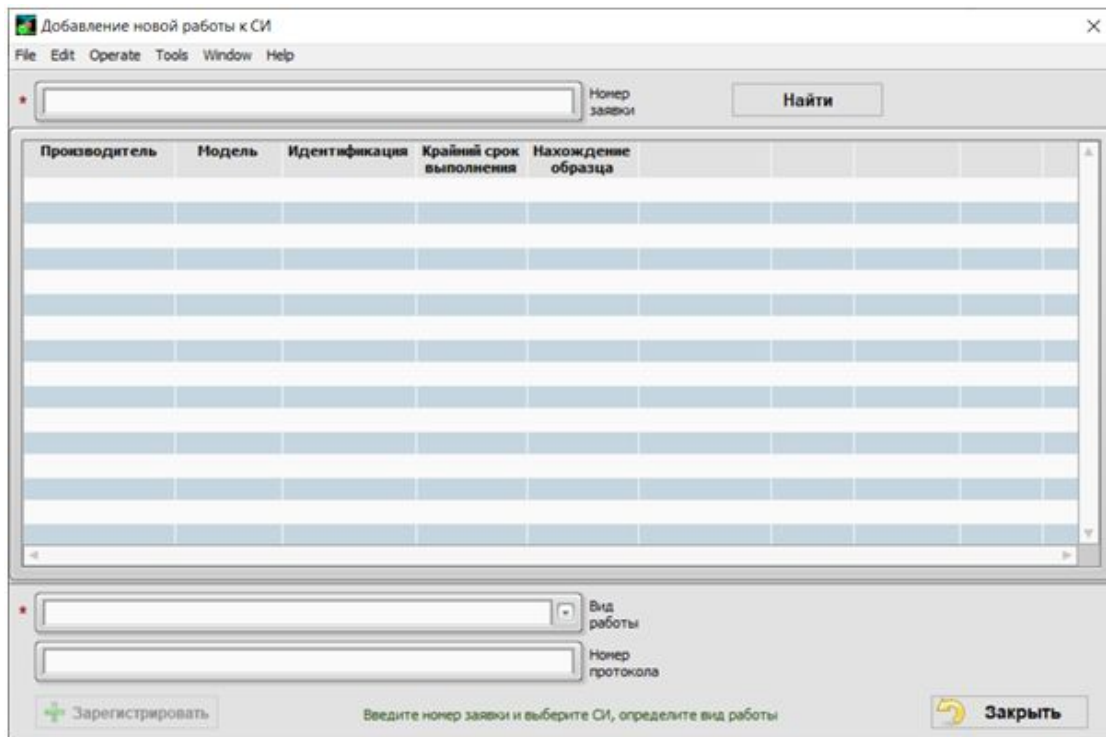 Добавление новой работы к СИ
File Edit Operate Tools Window Help
* Номер
заявки
Найти
Производитель Модель Идентификация Крайний срок Нахождение
выполнения образца
* Вид
работы
Номер
протокола
Зарегистрировать Введите номер заявки и выберите СИ, определите вид работы Закрыть